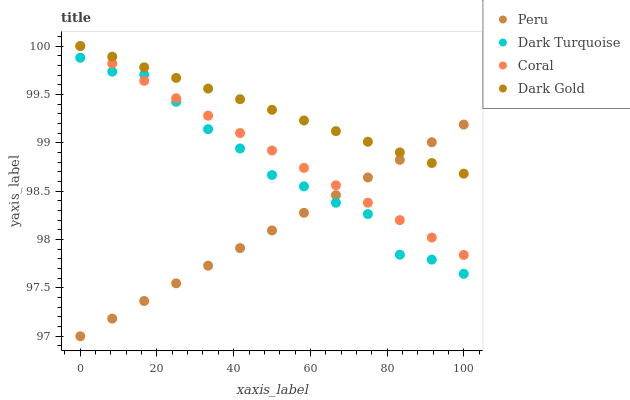 title
Peru
Dark Turquoise
Coral
Dark Gold
yaxis_label
100
99.5
99
98.5
98
97.5
97
0
20
40
60
80
100
xaxis_label